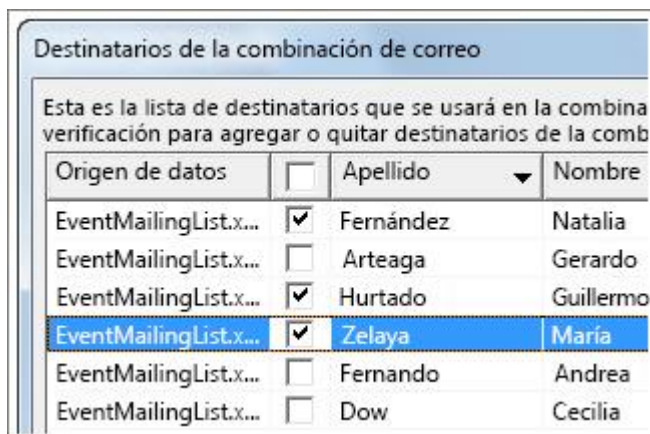 Destinatarios de la combinación de correo
Esta es la lista de destinatarios que se usará en la combina
verificación para agregar o quitar destinatarios de la comb
Origen de datos Apellido Nombre
EventMailingList.x... Fernández Natalia
EventMailingList.x... Arteaga Gerardo
EventMailingList.x... Hurtado Guillermo
EventMailingList.x... Zelaya María
EventMailingList.x... Fernando Andrea
EventMailingList.x... Dow Cecilia